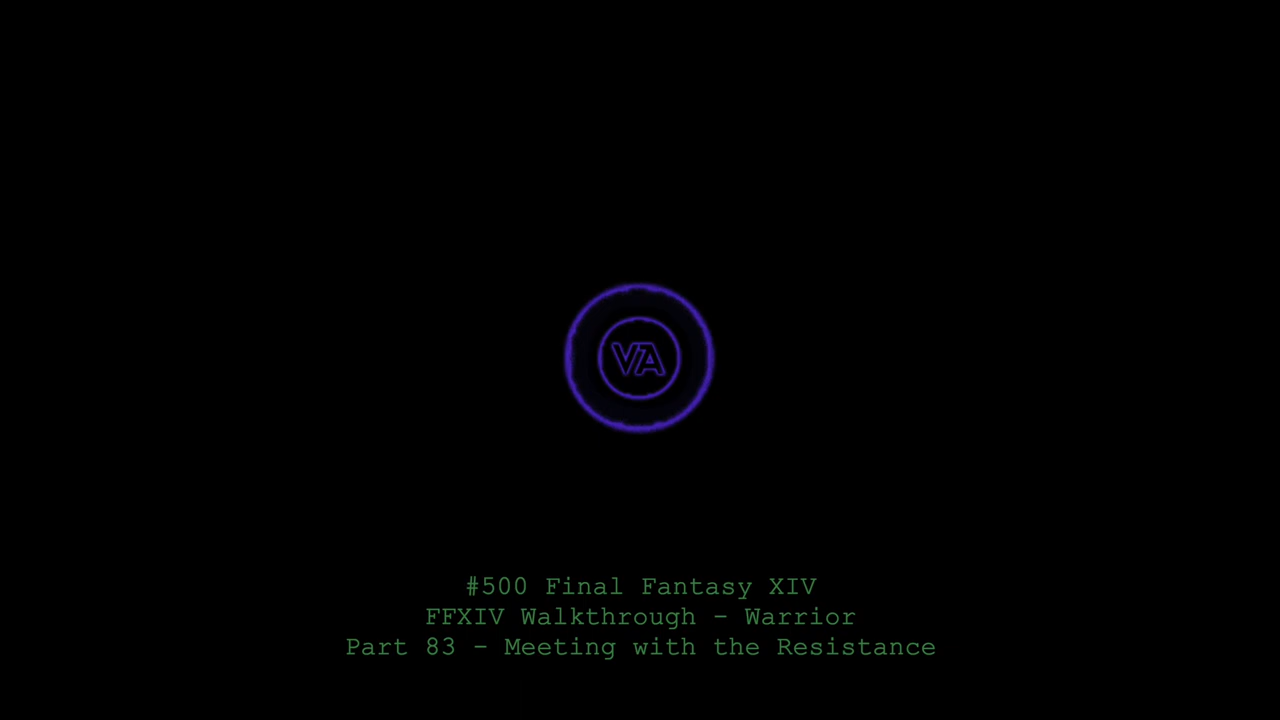 VA
#500 Final Fantasy XIV
FFXIV Walkthrough - Warrior
Part 83 - Meeting with the Resistance